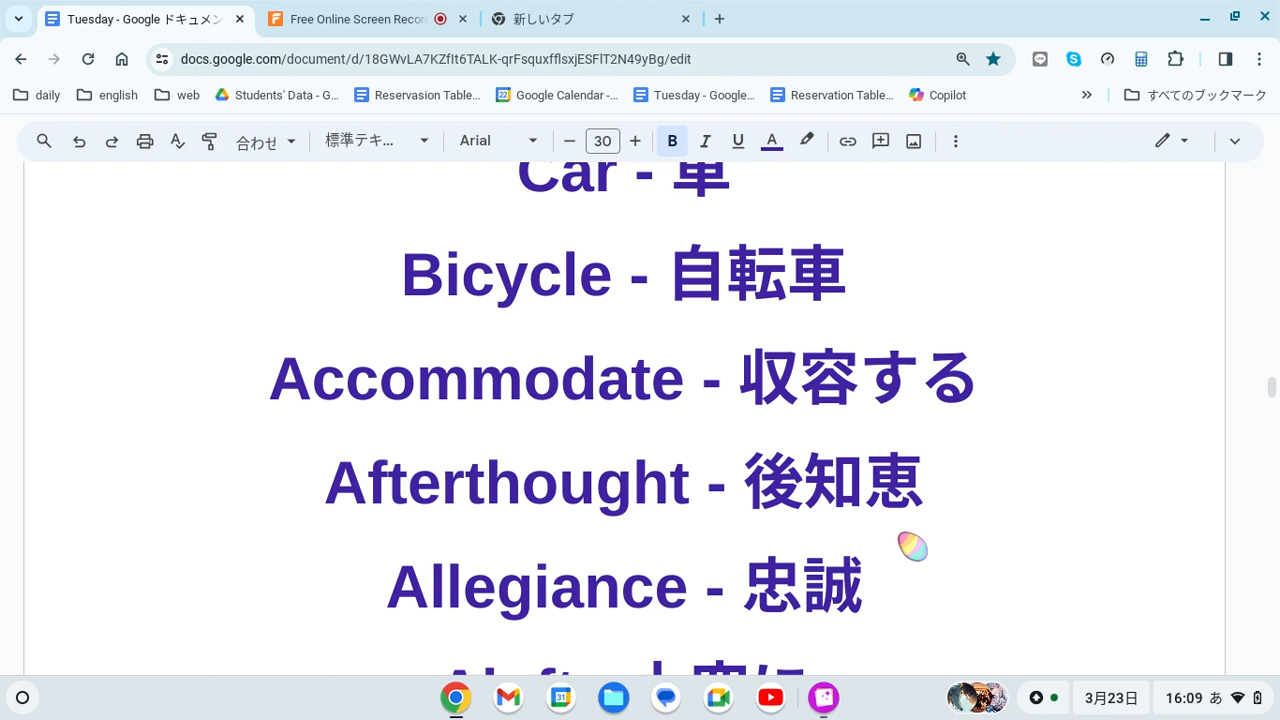 Tuesday - Google ドキュメン
Free Online Screen Recor
新しいタブ
docs.google.com/document/d/13GWvLA7KZfIt6TALK-qrFsquxfflsxjESFlT2N49yBg/edit
daily
english
web
Students' Data - G...
Reservasion Table...
Google Calendar -...
Tuesday - Google...
Reservation Table...
Copilot
すべてのブックマーク
合わせ
標準テキ...
Arial
30
B I U A
Car - 車
Bicycle - 自転車
Accommodate - 収容する
Afterthought - 後知恵
Allegiance - 忠誠
3月23日
16:09 あ